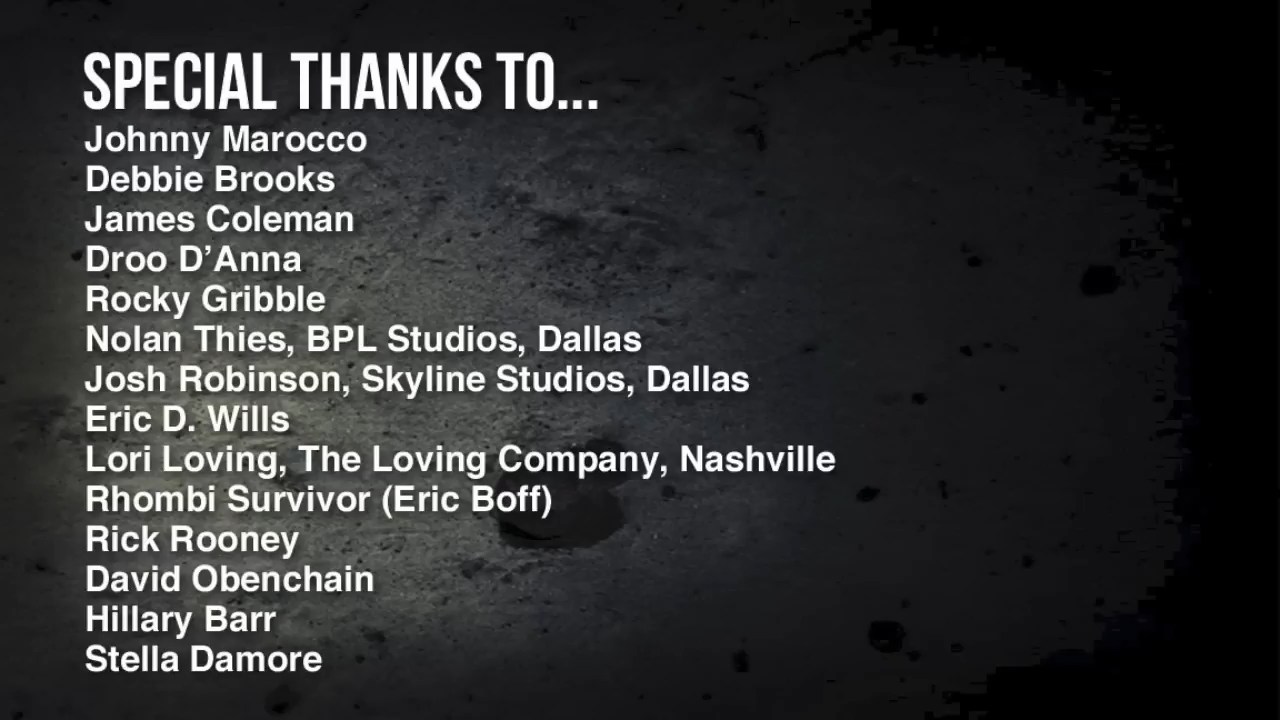 SPECIAL THANKS TO...
Johnny Marocco
Debbie Brooks
James Coleman
Droo D’Anna
Rocky Gribble
Nolan Thies, BPL Studios, Dallas
Josh Robinson, Skyline Studios, Dallas
Eric D. Wills
Lori Loving, The Loving Company, Nashville
Rhombi Survivor (Eric Boff)
Rick Rooney
David Obenchain
Hillary Barr
Stella Damore